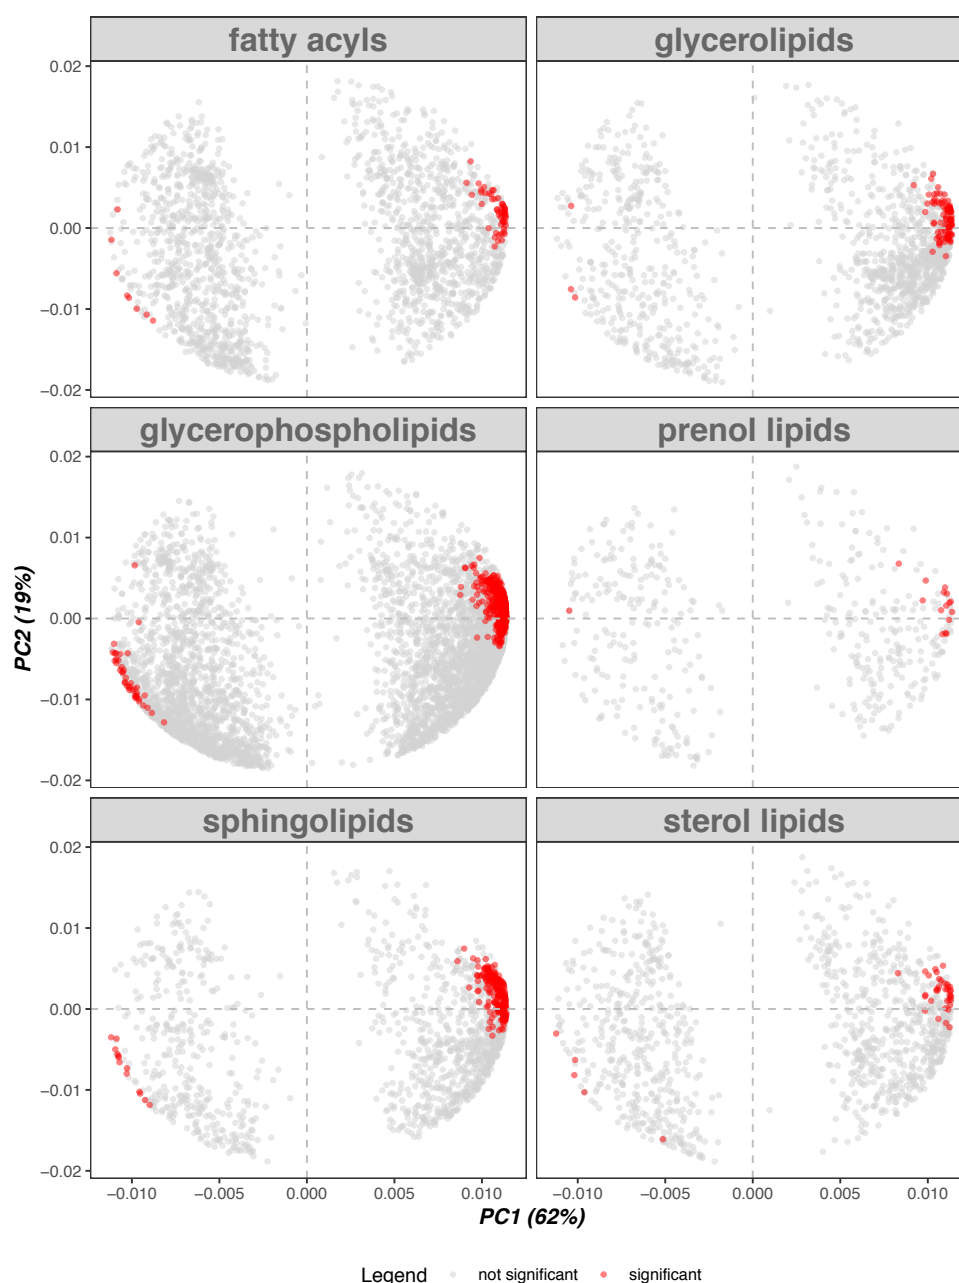 fatty acyls glycerolipids
0.02
0.01
0.00
−0.01
−0.02
glycerophospholipids prenol lipids
0.02
0.01
0.00
−0.01
−0.02
sphingolipids sterol lipids
0.02
0.01
0.00
−0.01
−0.02
PC2 (19%)
−0.010 −0.005 0.000 0.005 0.010 −0.010 −0.005 0.000 0.005 0.010
PC1 (62%)
Legend not significant significant